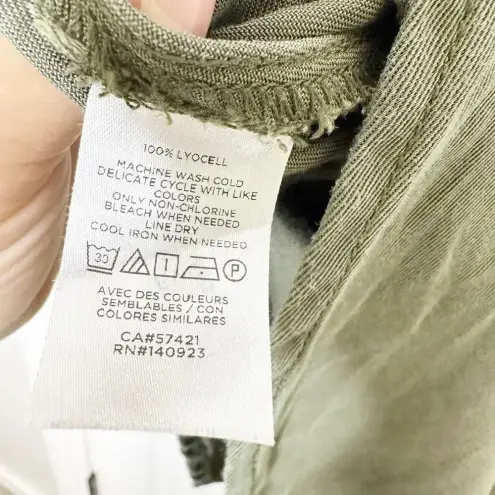 100% LYOCELL
MACHINE WASH COLD
DELICATE CYCLE WITH LIKE
COLORS
ONLY NON-CHLORINE
BLEACH WHEN NEEDED
LINE DRY
COOL IRON WHEN NEEDED
30 P
AVEC DES COULEURS
SEMBLABLES / CON
COLORES SIMILARES
CA#57421
RN#140923